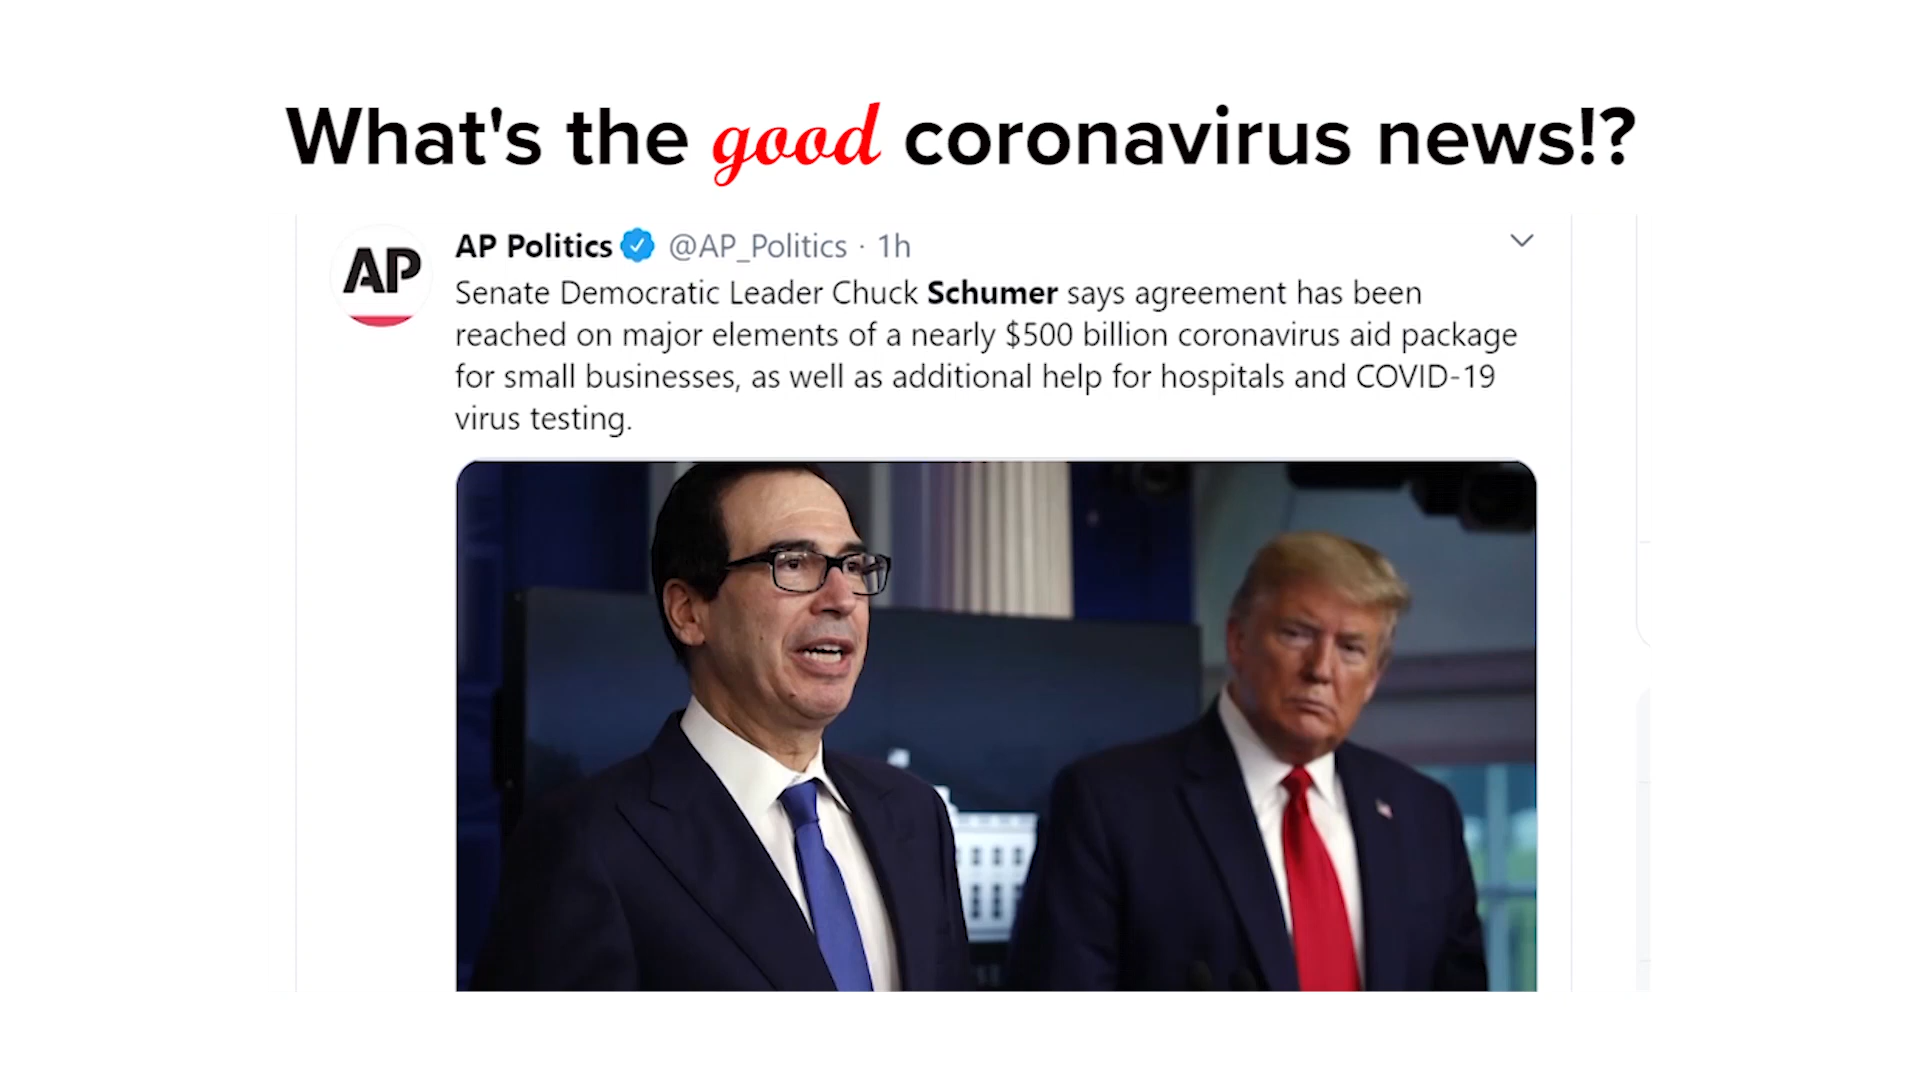 What's the good coronavirus news!?
AP Politics @AP_Politics · 1h
AP
Senate Democratic Leader Chuck Schumer says agreement has been
reached on major elements of a nearly $500 billion coronavirus aid package
for small businesses, as well as additional help for hospitals and COVID-19
virus testing.